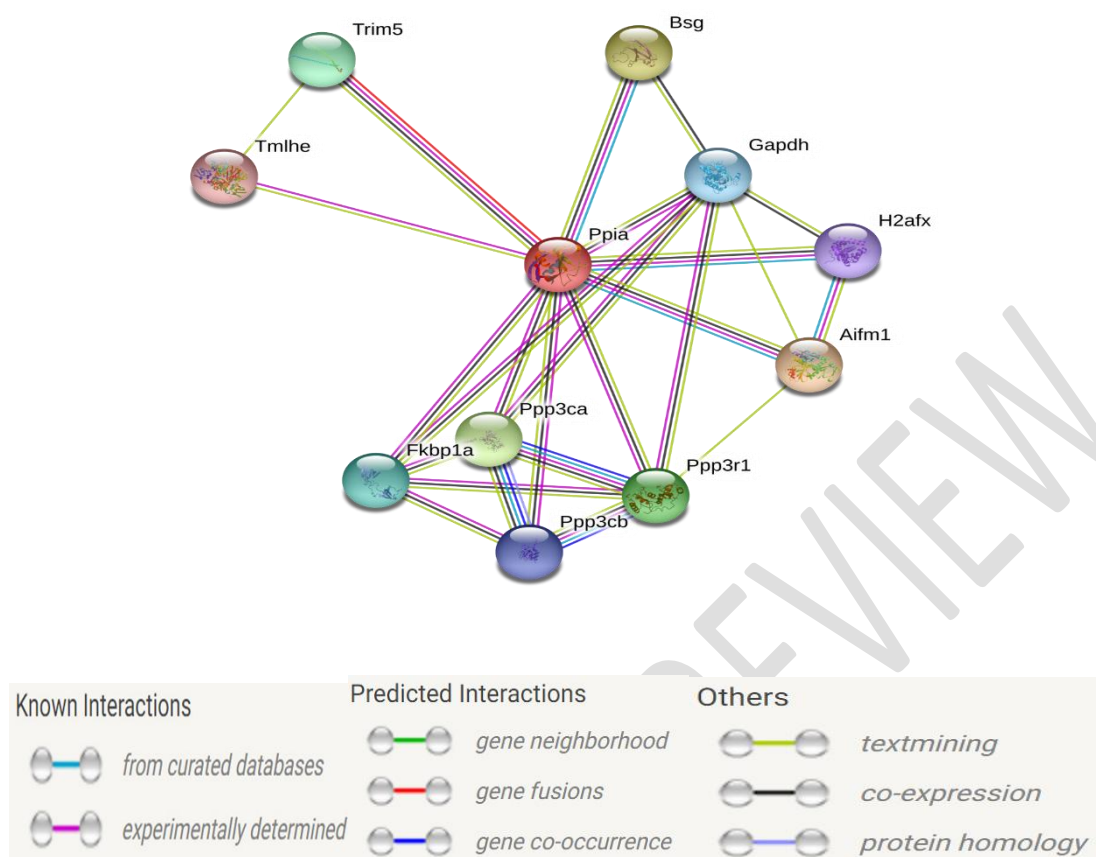 Bsg
Trim5
Gapdh
Tmlhe
H2afx
Ppia
Aifm1
Ppp3ca
Fkbp1a
Ppp3r1
Ppp3cb
REVIEW
Known Interactions
from curated databases
experimentally determined
Predicted Interactions
gene neighborhood
gene fusions
gene co-occurrence
Others
textmining
co-expression
protein homology